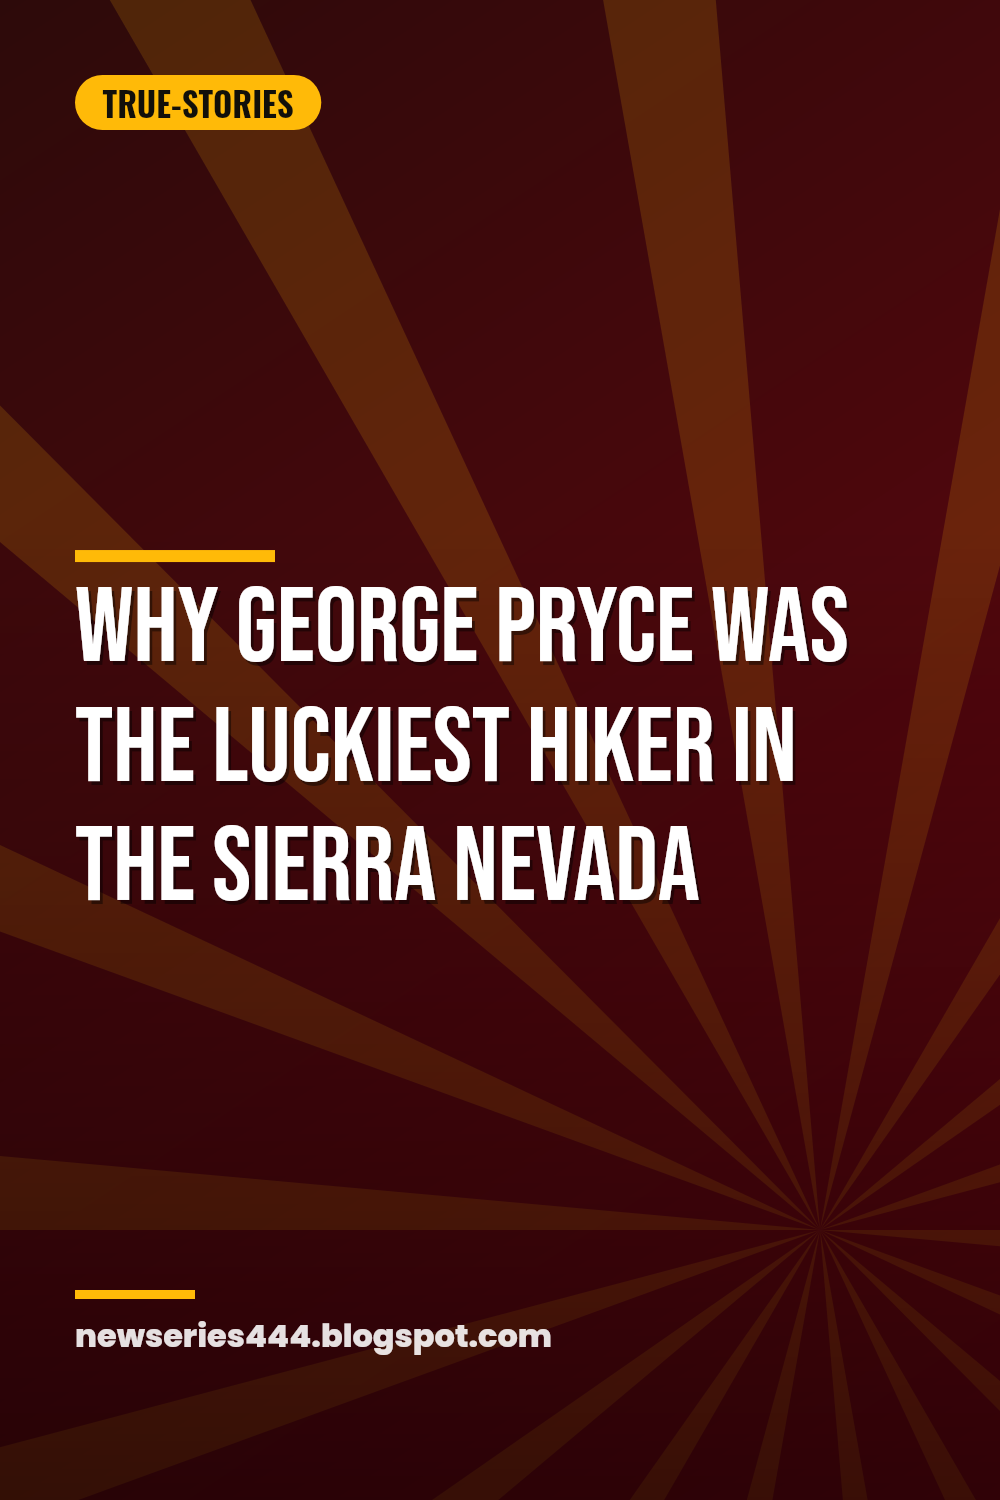 TRUE-STORIES
WHY GEORGE PRYCE WAS
THE LUCKIEST HIKER IN
THE SIERRA NEVADA
newseries444.blogspot.com